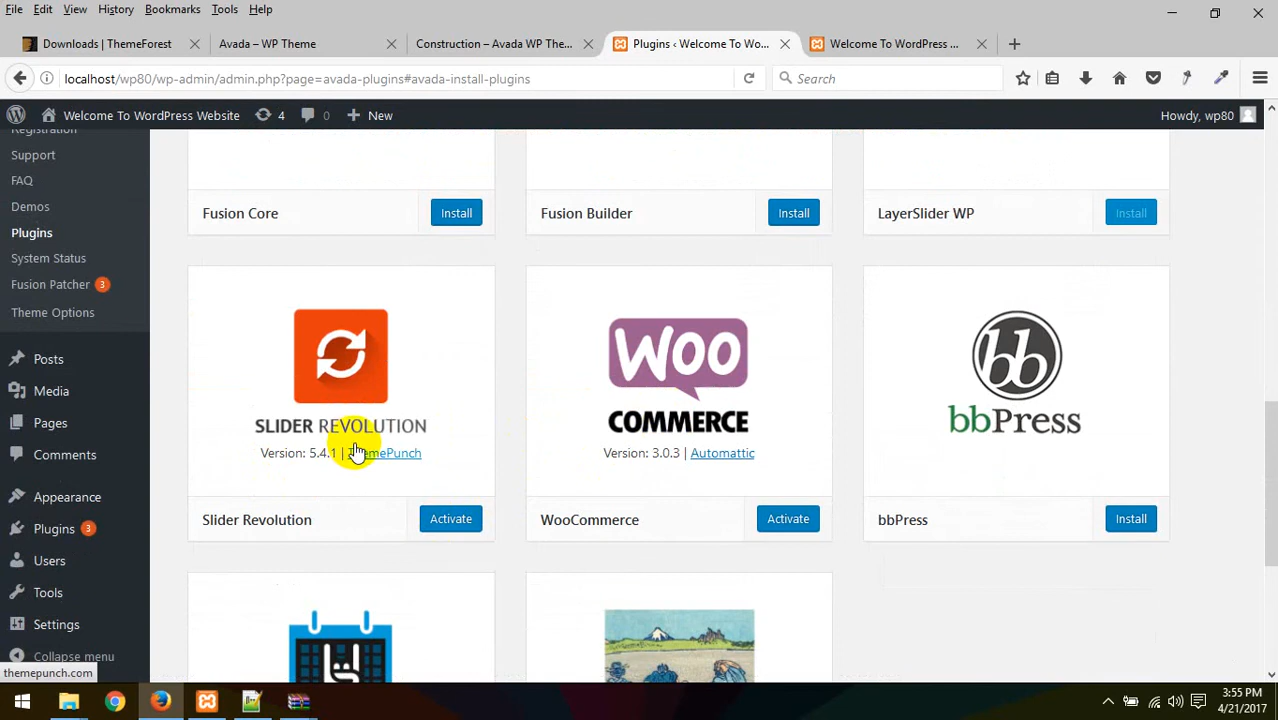 File Edit View History Bookmarks Tools Help
Downloads | ThemeForest
Avada – WP Theme
Construction – Avada WP The...
Plugins ‹ Welcome To Wo...
Welcome To WordPress ...
localhost/wp80/wp-admin/admin.php?page=avada-plugins#avada-install-plugins
Search
Welcome To WordPress Website 4 0 New
Howdy, wp80
Registration
Support
FAQ
Demos
Plugins
System Status
Fusion Patcher 3
Theme Options
Posts
Media
Pages
Comments
Appearance
Plugins 3
Users
Tools
Settings
Collapse menu
themepunch.com
Fusion Core Install
Fusion Builder Install
LayerSlider WP Install
SLIDER REVOLUTION
Version: 5.4.1 | ThemePunch
Slider Revolution Activate
WOO
COMMERCE
Version: 3.0.3 | Automattic
WooCommerce Activate
bb
bbPress
bbPress Install
3:55 PM
4/21/2017